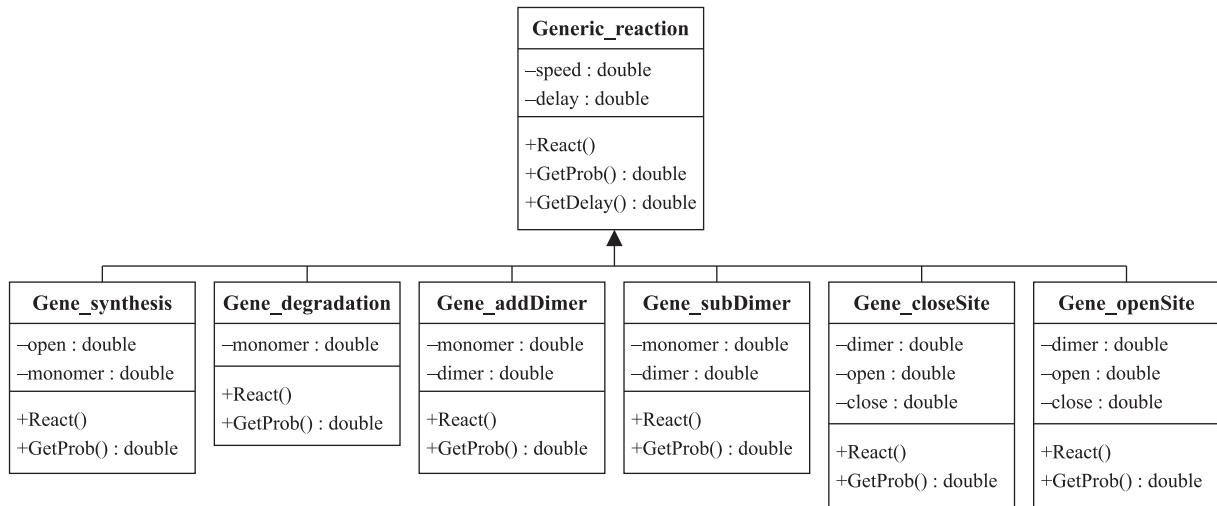 Generic_reaction
–speed : double
–delay : double
+React()
+GetProb() : double
+GetDelay() : double
Gene_synthesis
–open : double
–monomer : double
+React()
+GetProb() : double
Gene_degradation
–monomer : double
+React()
+GetProb() : double
Gene_addDimer
–monomer : double
–dimer : double
+React()
+GetProb() : double
Gene_subDimer
–monomer : double
–dimer : double
+React()
+GetProb() : double
Gene_closeSite
–dimer : double
–open : double
–close : double
+React()
+GetProb() : double
Gene_openSite
–dimer : double
–open : double
–close : double
+React()
+GetProb() : double